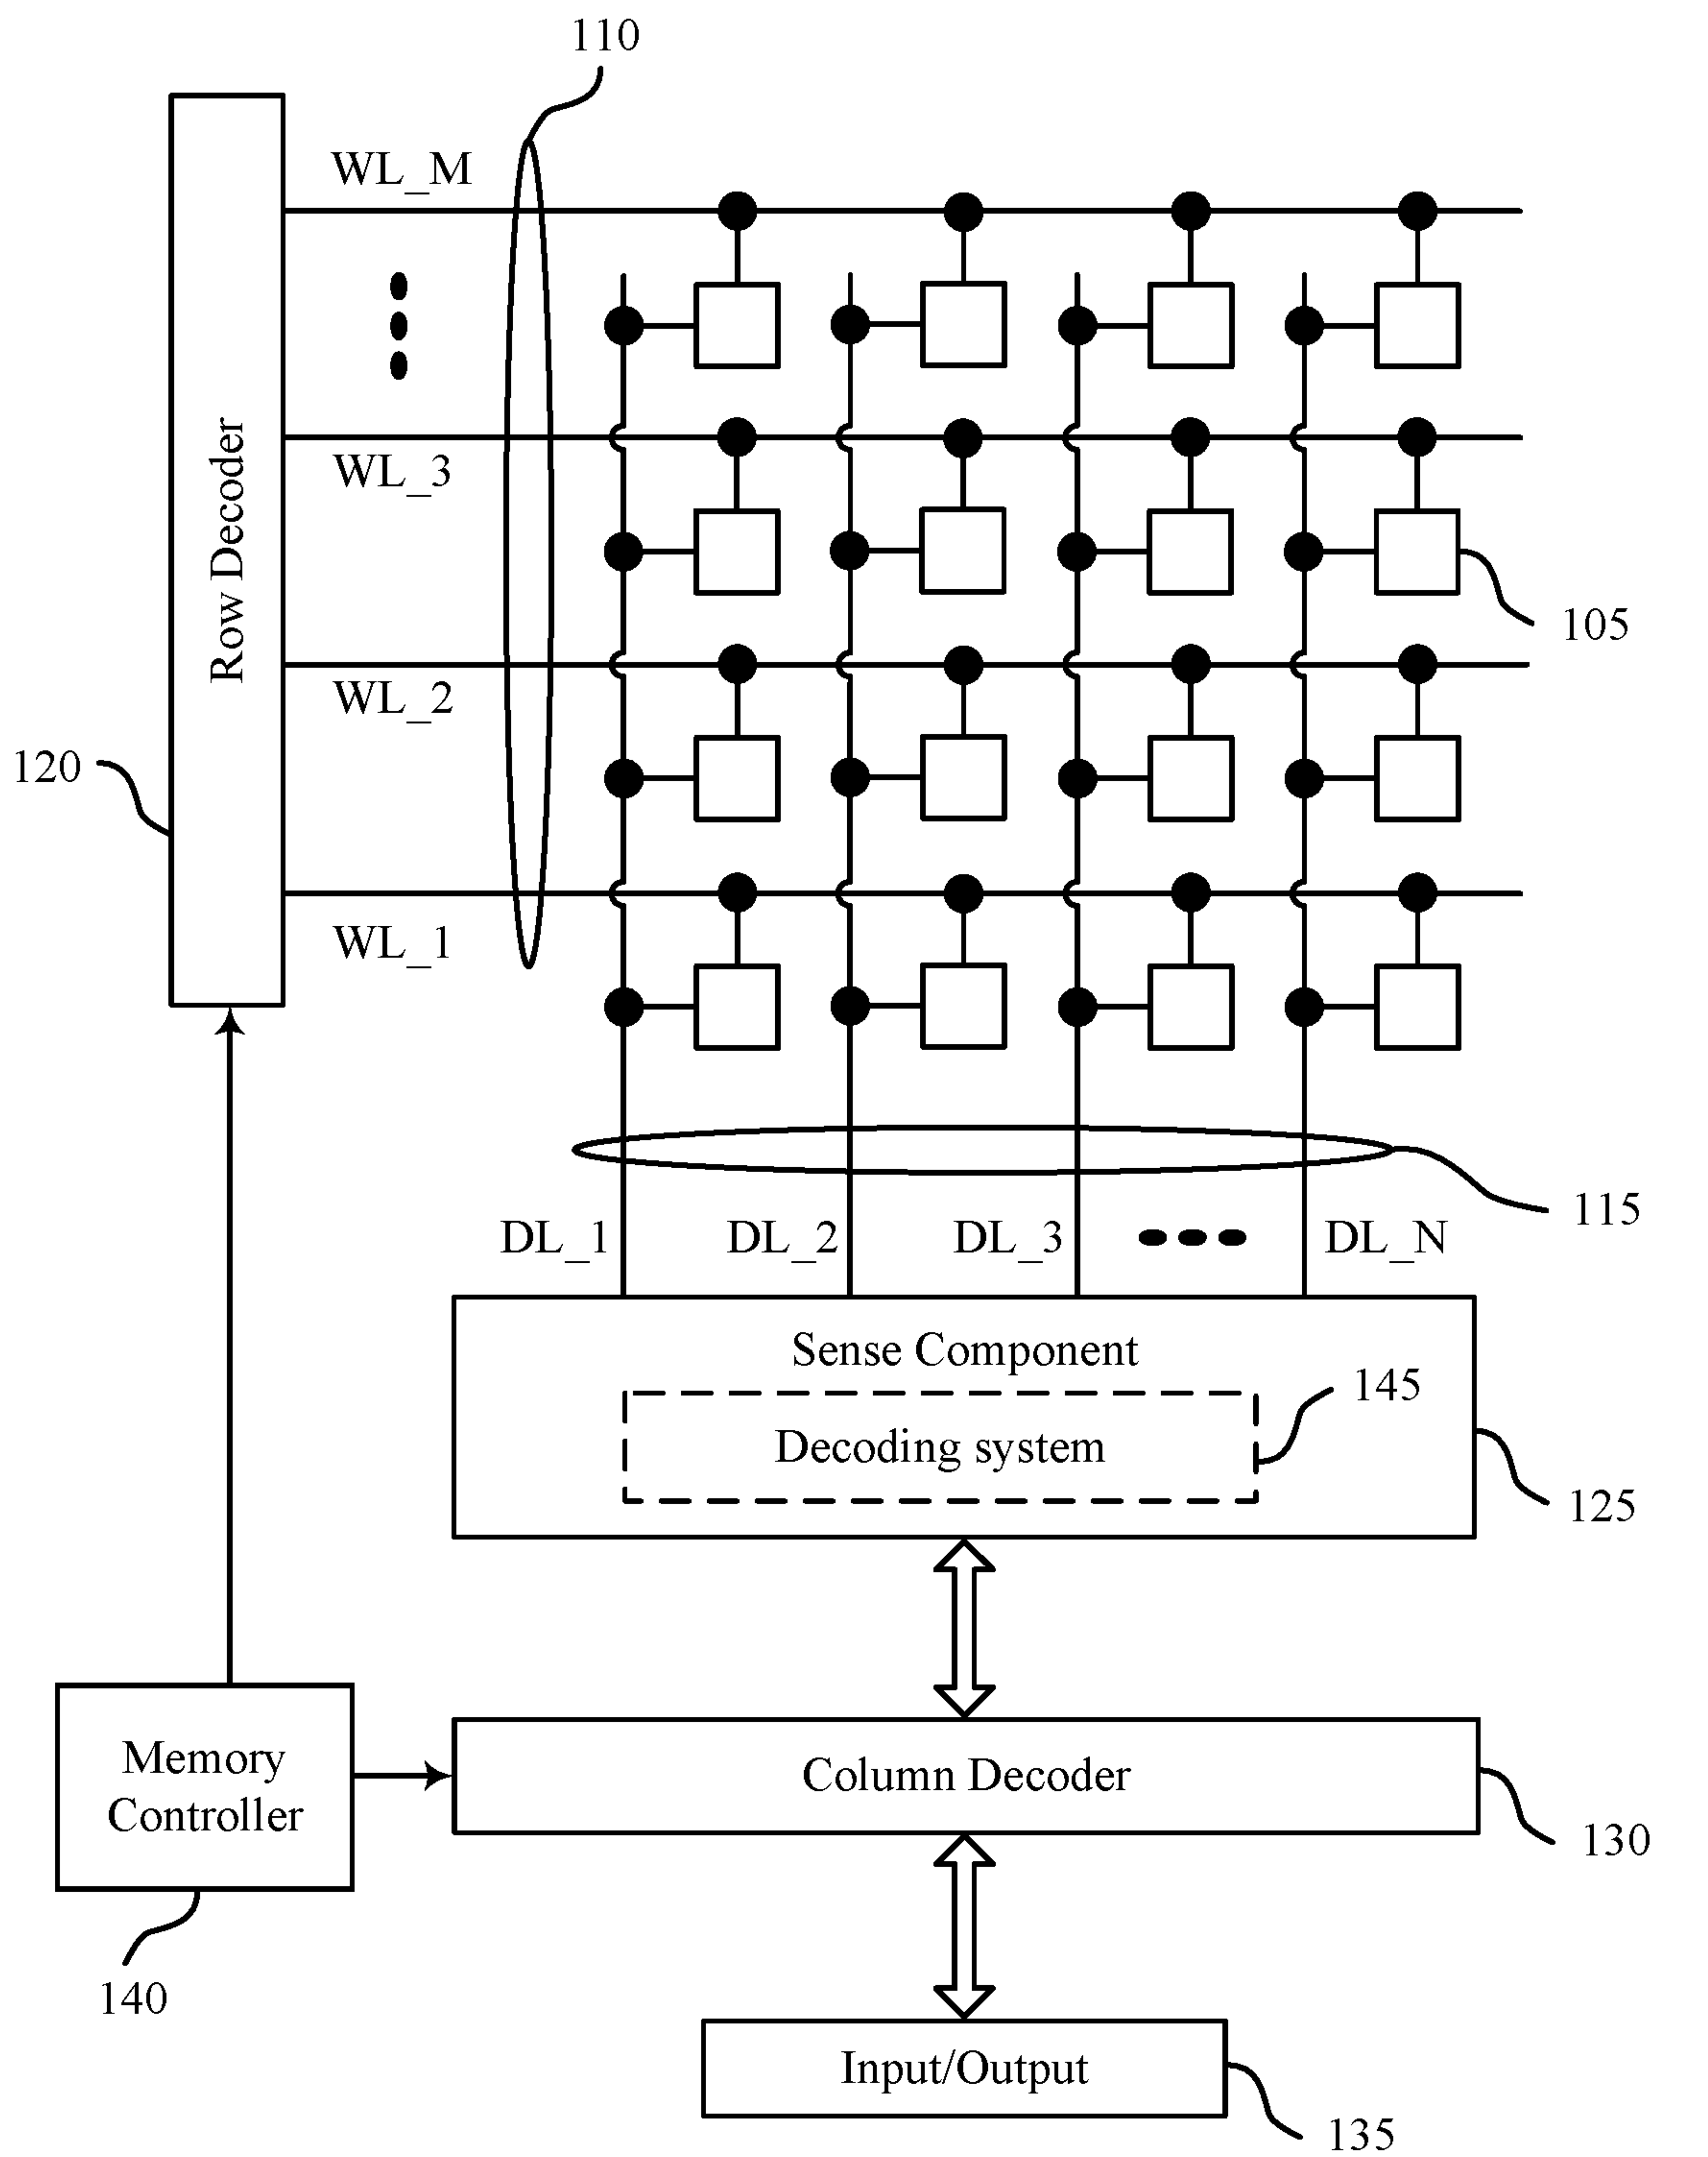 110
WL_M
WL_3
Row Decoder
105
WL_2
120
WL_1
115
DL_1
DL_2
DL_3
DL_N
Sense Component
145
Decoding system
125
Memory
Controller
Column Decoder
130
140
Input/Output
135